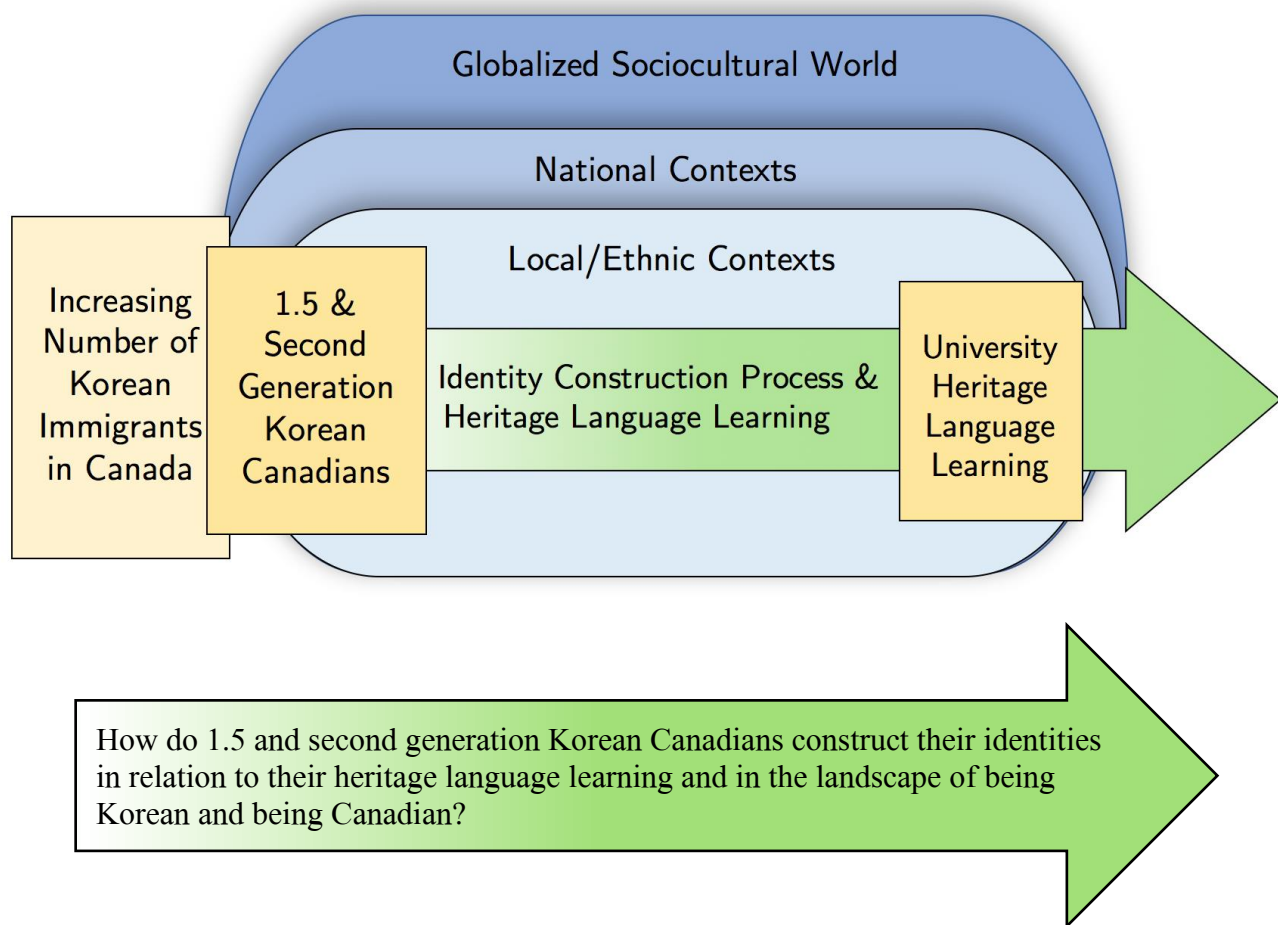 Globalized Sociocultural World
National Contexts
Local/Ethnic Contexts
Increasing
Number of
Korean
Immigrants
in Canada
1.5 &
Second
Generation
Korean
Canadians
Identity Construction Process &
Heritage Language Learning
University
Heritage
Language
Learning
How do 1.5 and second generation Korean Canadians construct their identities
in relation to their heritage language learning and in the landscape of being
Korean and being Canadian?